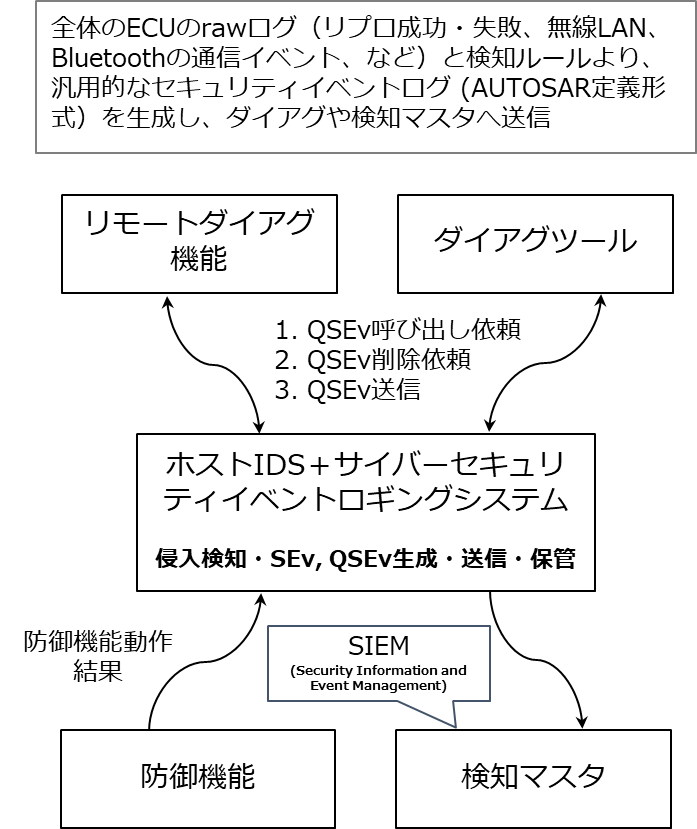 全体のECUのrawログ（リプロ成功・失敗、無線LAN、
Bluetoothの通信イベント、など）と検知ルールより、
汎用的なセキュリティイベントログ (AUTOSAR定義形
式）を生成し、ダイアグや検知マスタへ送信
リモートダイアグ
機能
ダイアグツール
1. QSEv呼び出し依頼
2. QSEv削除依頼
3. QSEv送信
ホストIDS＋サイバーセキュリ
ティイベントロギングシステム
侵入検知・SEv, QSEv生成・送信・保管
防御機能動作
結果
SIEM
(Security Information and
Event Management)
防御機能
検知マスタ